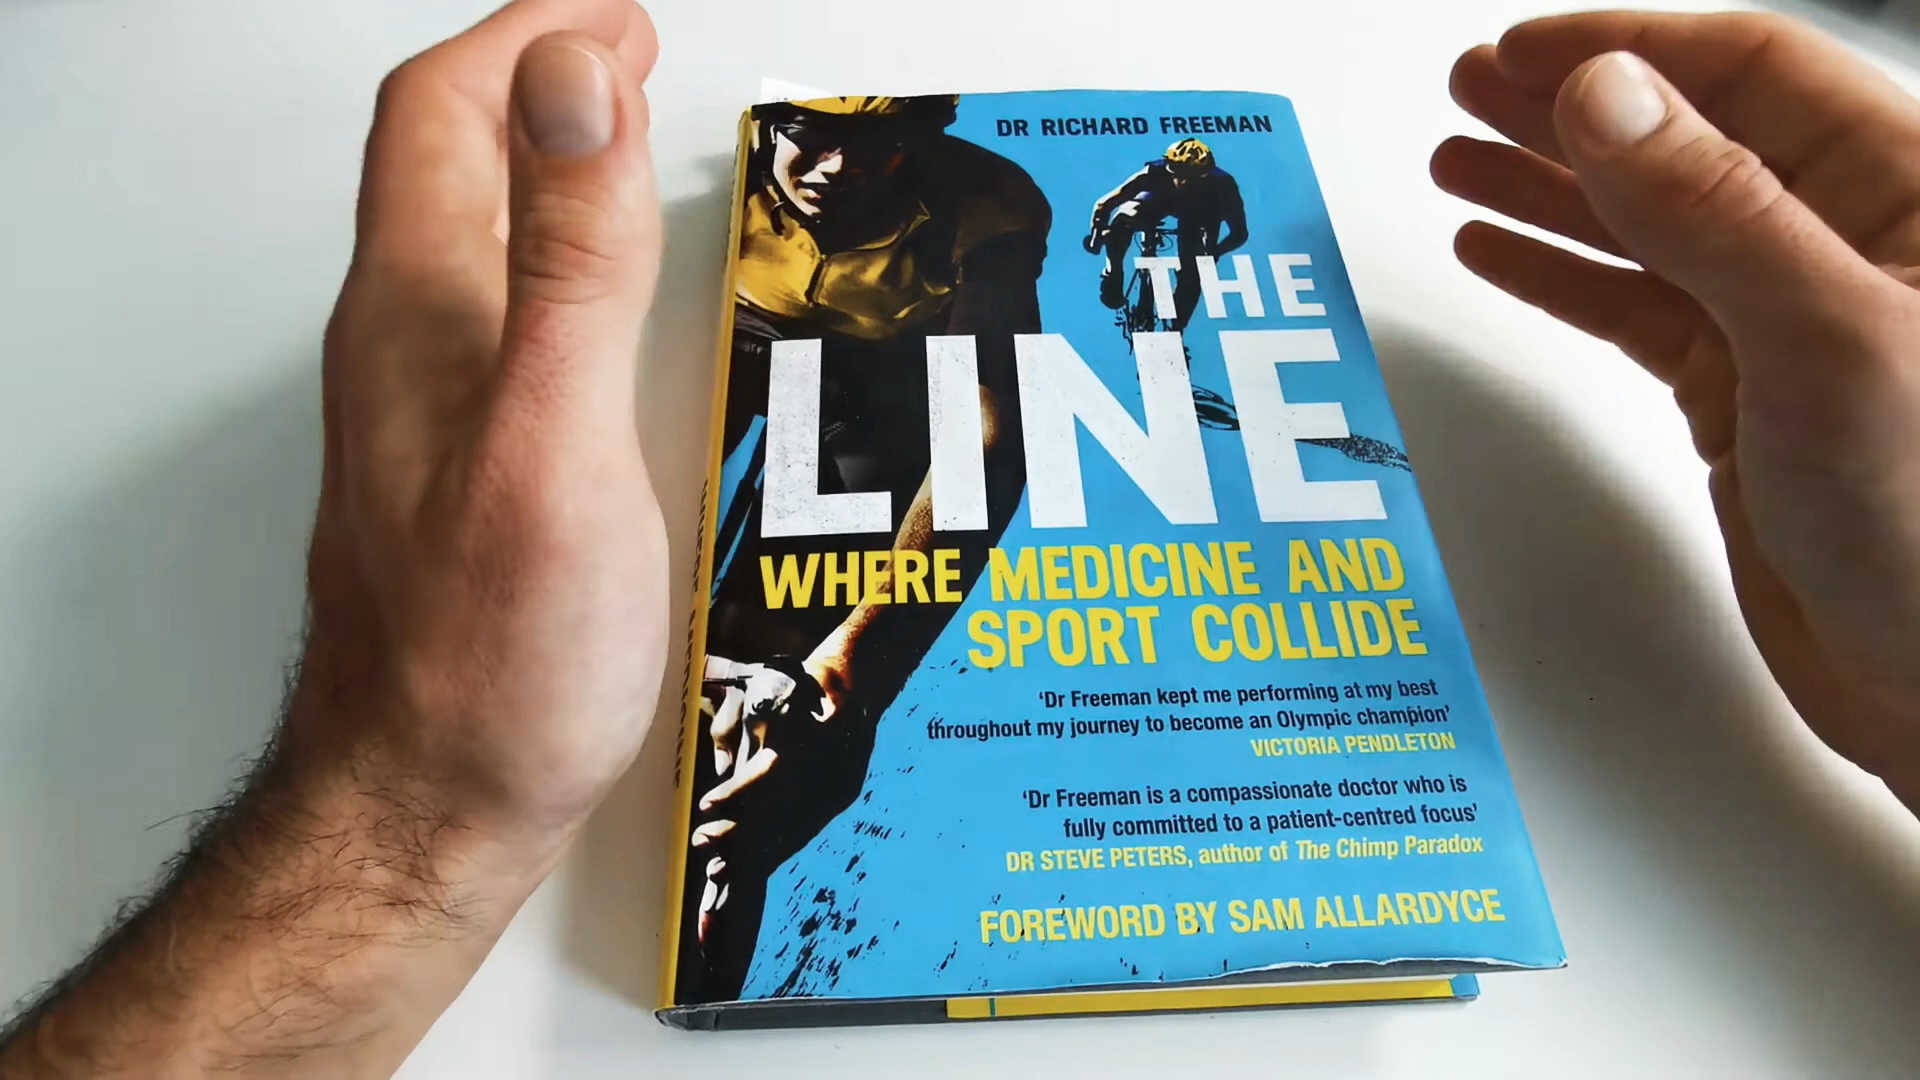 DR RICHARD FREEMAN
THE
LINE
WHERE MEDICINE AND
SPORT COLLIDE
‘Dr Freeman kept me performing at my best
throughout my journey to become an Olympic champion’
VICTORIA PENDLETON
‘Dr Freeman is a compassionate doctor who is
fully committed to a patient-centred focus’
DR STEVE PETERS, author of The Chimp Paradox
FOREWORD BY SAM ALLARDYCE